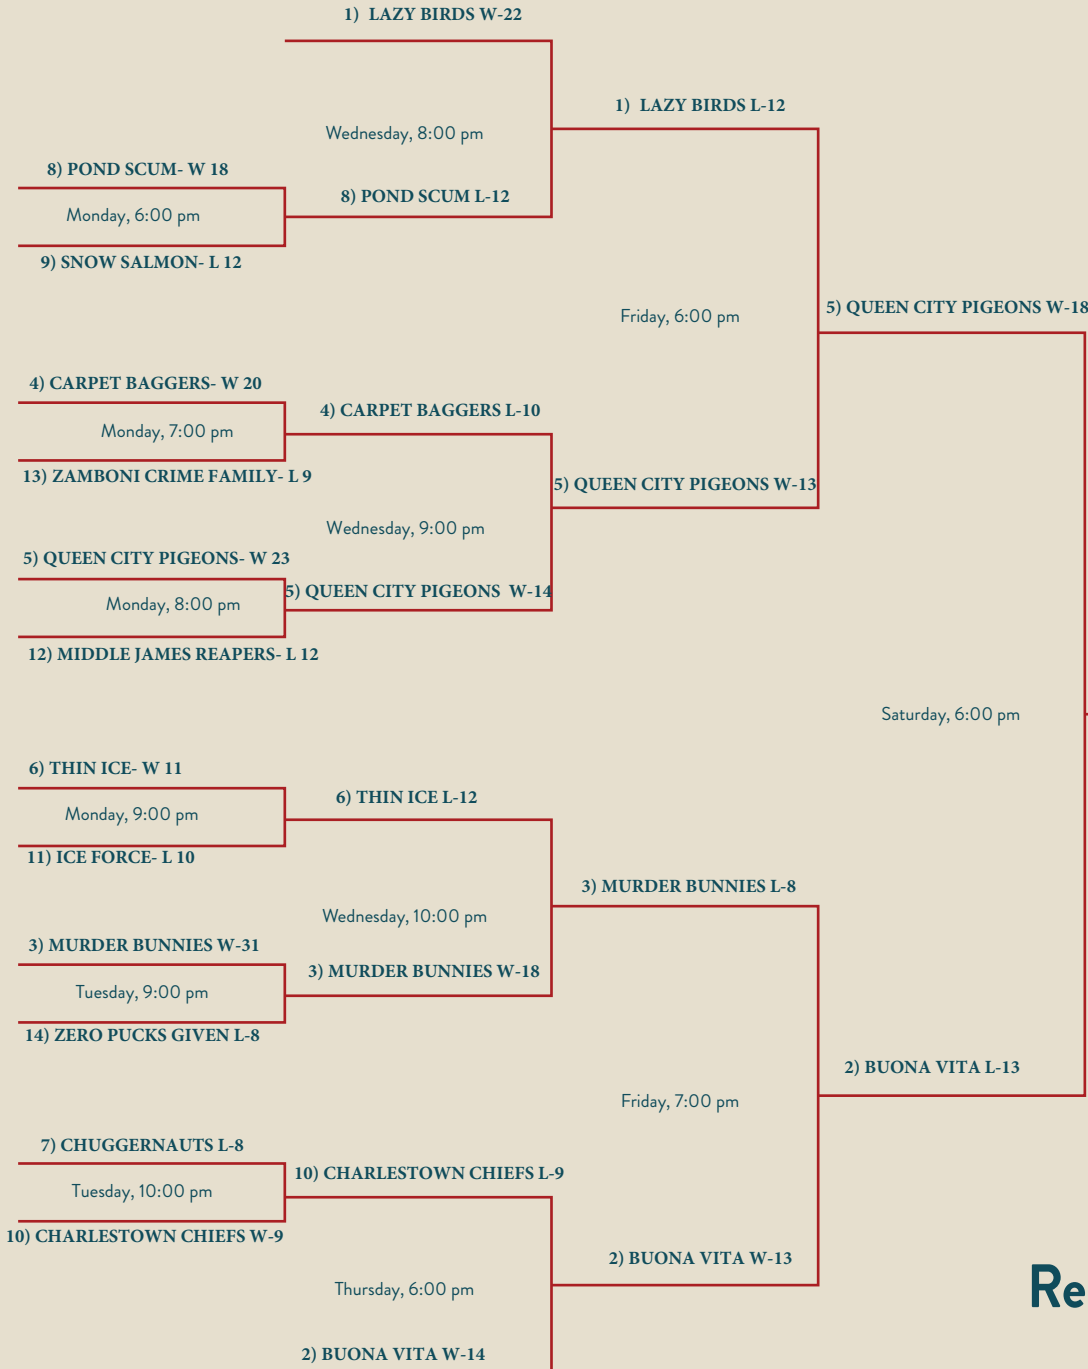 1) LAZY BIRDS W-22
1) LAZY BIRDS L-12
Wednesday, 8:00 pm
8) POND SCUM- W 18
8) POND SCUM L-12
Monday, 6:00 pm
9) SNOW SALMON- L 12
5) QUEEN CITY PIGEONS W-18
Friday, 6:00 pm
4) CARPET BAGGERS- W 20
4) CARPET BAGGERS L-10
Monday, 7:00 pm
13) ZAMBONI CRIME FAMILY- L 9
5) QUEEN CITY PIGEONS W-13
Wednesday, 9:00 pm
5) QUEEN CITY PIGEONS- W 23
5) QUEEN CITY PIGEONS W-14
Monday, 8:00 pm
12) MIDDLE JAMES REAPERS- L 12
Saturday, 6:00 pm
6) THIN ICE- W 11
6) THIN ICE L-12
Monday, 9:00 pm
11) ICE FORCE- L 10
3) MURDER BUNNIES L-8
Wednesday, 10:00 pm
3) MURDER BUNNIES W-31
3) MURDER BUNNIES W-18
Tuesday, 9:00 pm
14) ZERO PUCKS GIVEN L-8
2) BUONA VITA L-13
Friday, 7:00 pm
7) CHUGGERNAUTS L-8
10) CHARLESTOWN CHIEFS L-9
Tuesday, 10:00 pm
10) CHARLESTOWN CHIEFS W-9
2) BUONA VITA W-13
Thursday, 6:00 pm
Re
2) BUONA VITA W-14